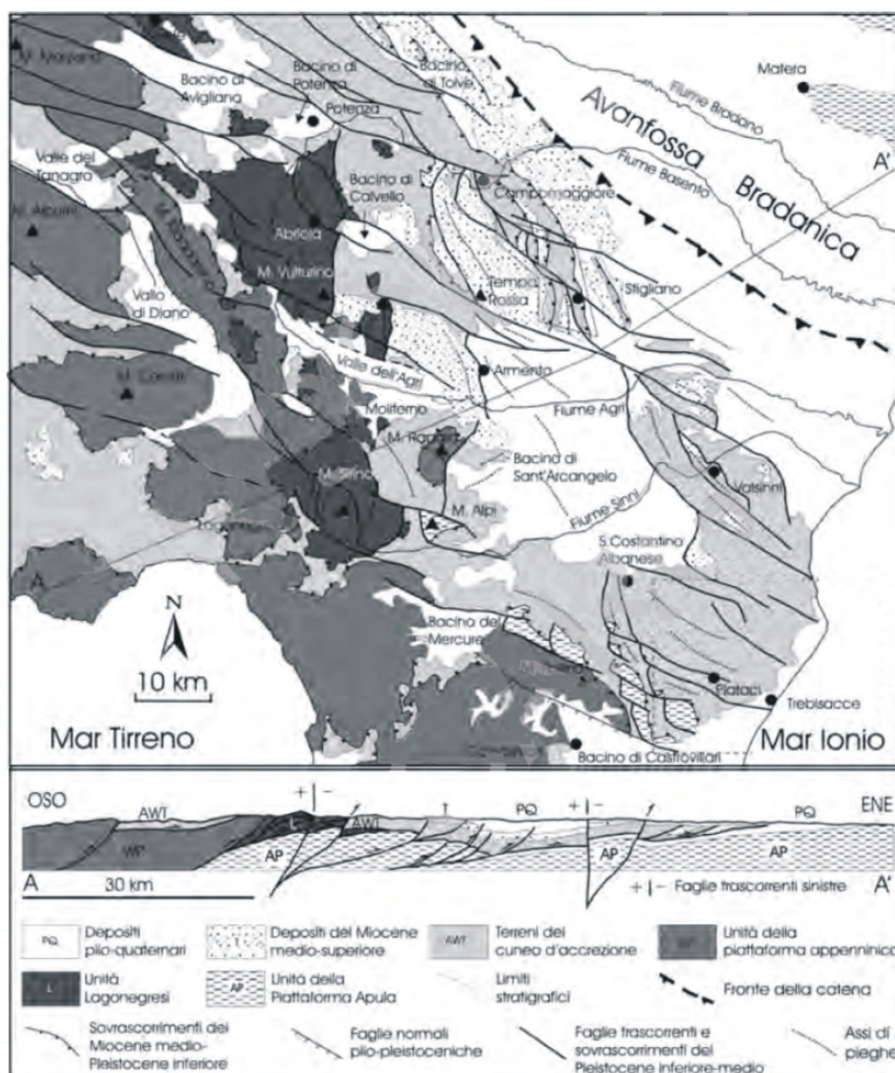 Bacino di
Avigliano
Bacino di
Potenza
Potenza
Bacino
di Tolve
Matera
Fiume Bradano
Avanfossa
Bradanica
Fiume Basento
A'
Valle del
Tanagro
Bacino di
Calvello
Campomaggiore
M. Alburni
Abriola
M. Vulturino
Tempa
Rossa
Stigliano
Vallo
di Diano
Valle dell'Agri
Armento
M. Cervati
Moliterno
Fiume Agri
M. Raparo
Bacino di
Sant'Arcangelo
M. Sirino
Valsinni
M. Alpi
Fiume Sinni
S. Costantino
Albanese
A
N
10 km
Bacino del
Mercure
Plataci
Trebisacce
Mar Tirreno
Mar Ionio
Bacino di Castrovillari
OSO
ENE
AWT
+ | -
L
AWT
T
PQ
+ | -
PQ
WP
AP
AP
AP
A
30 km
+ | - Faglie trascorrenti sinistre
A'
PQ
Depositi
plio-quaternari
T
Depositi del Miocene
medio-superiore
AWT
Terreni del
cuneo d'accrezione
Unità della
piattaforma appenninica
L
Unità
Lagonegresi
AP
Unità della
Piattaforma Apula
Limiti
stratigrafici
Fronte della catena
Sovrascorrimenti del
Miocene medio-
Pleistocene inferiore
Faglie normali
plio-pleistoceniche
Faglie trascorrenti e
sovrascorrimenti del
Pleistocene inferiore-medio
Assi di
pieghe